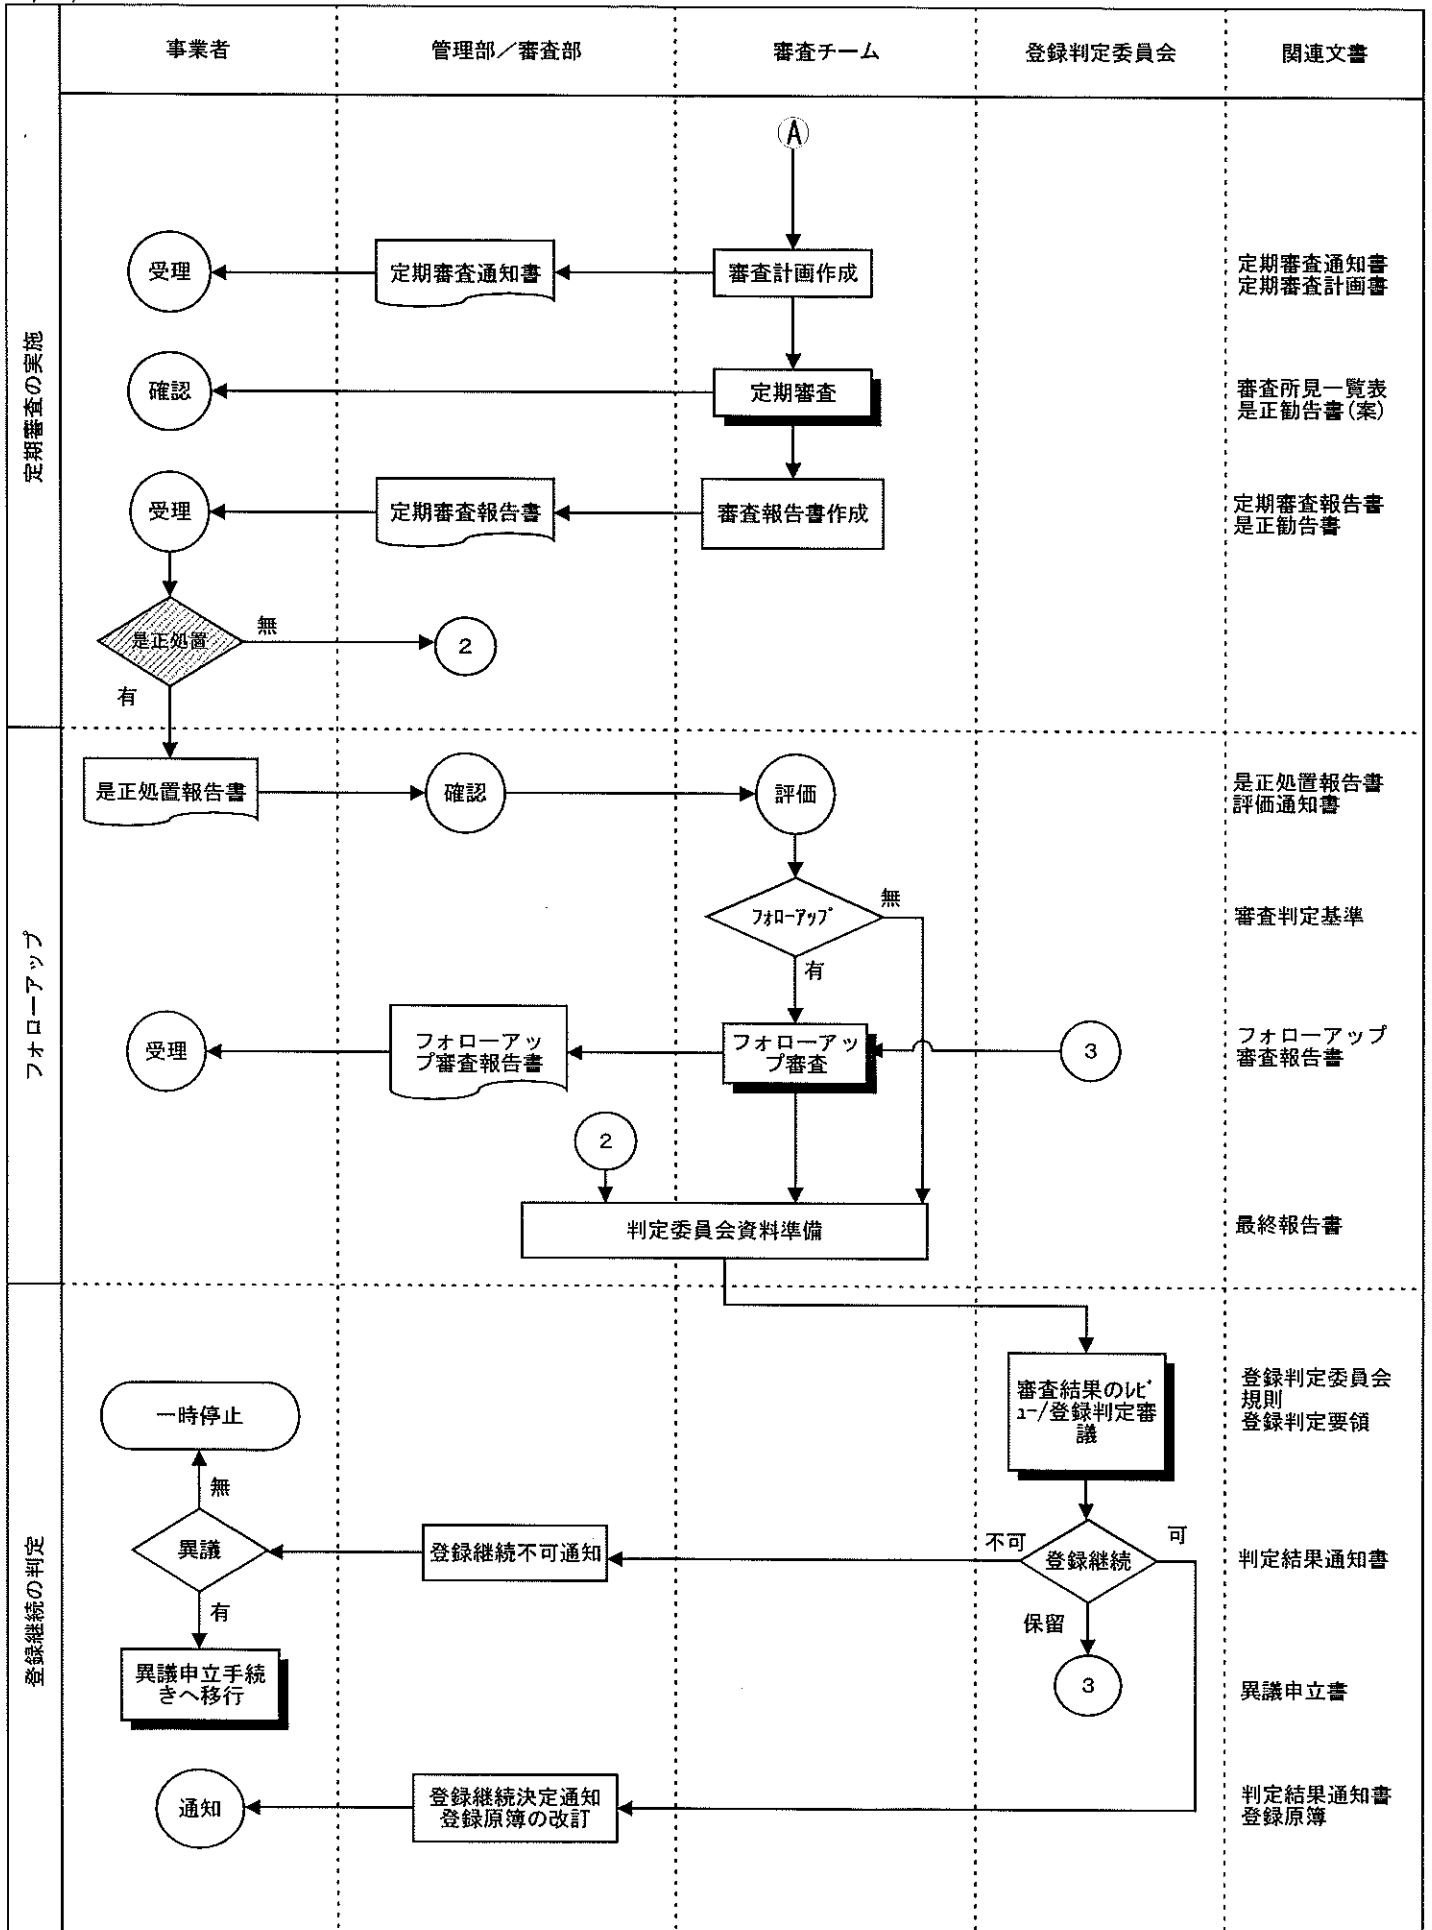 事業者
管理部／審査部
審査チーム
登録判定委員会
関連文書
定期審査の実施
A
受理
定期審査通知書
審査計画作成
定期審査通知書
定期審査計画書
確認
定期審査
審査所見一覧表
是正勧告書(案)
受理
定期審査報告書
審査報告書作成
定期審査報告書
是正勧告書
是正処置
無
2
有
フォローアップ
是正処置報告書
確認
評価
是正処置報告書
評価通知書
ﾌｫﾛｰｱｯﾌﾟ
無
審査判定基準
有
受理
フォローアッ
プ審査報告書
フォローアッ
プ審査
3
フォローアップ
審査報告書
2
判定委員会資料準備
最終報告書
登録継続の判定
一時停止
審査結果のﾚﾋﾞ
ｭｰ/登録判定審
議
登録判定委員会
規則
登録判定要領
無
異議
登録継続不可通知
不可
登録継続
可
判定結果通知書
有
保留
異議申立手続
きへ移行
3
異議申立書
通知
登録継続決定通知
登録原簿の改訂
判定結果通知書
登録原簿